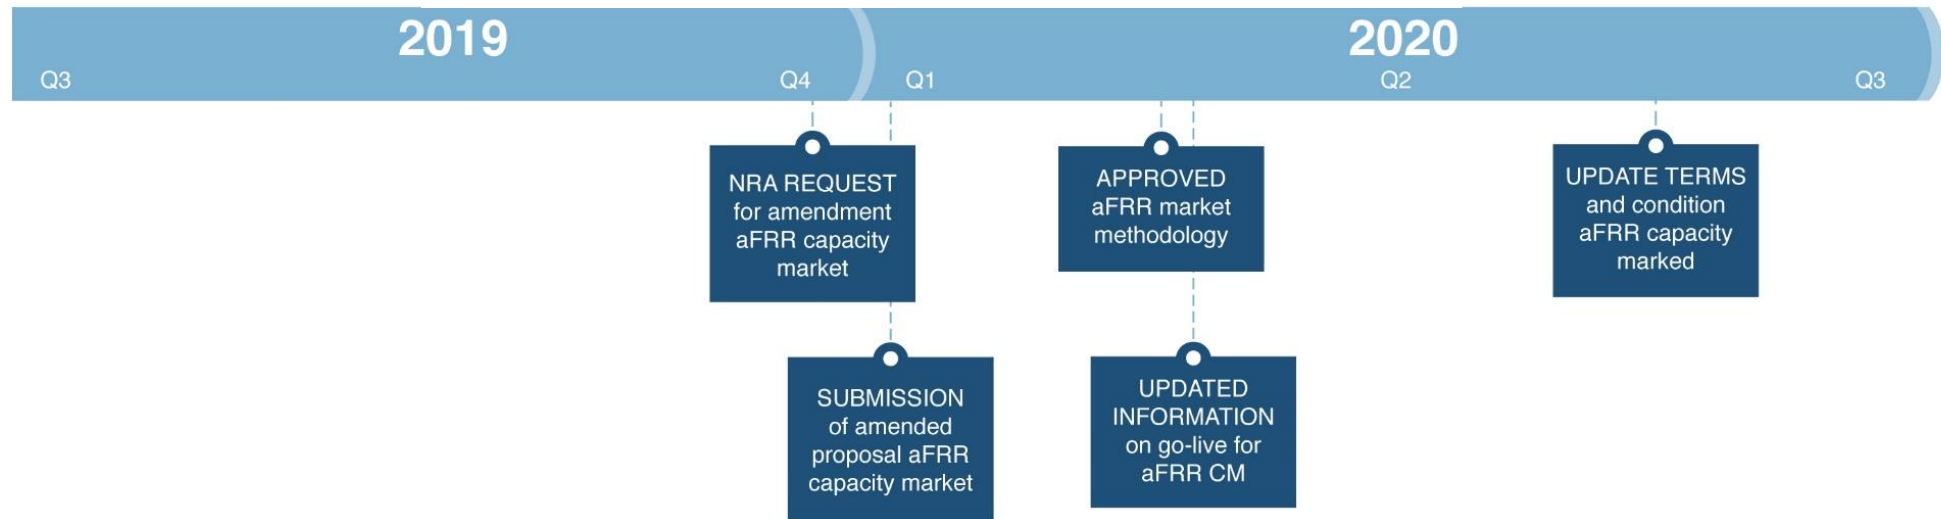 2019
2020
Q3
Q4
Q1
Q2
Q3
NRA REQUEST
for amendment
aFRR capacity
market
SUBMISSION
of amended
proposal aFRR
capacity market
APPROVED
aFRR market
methodology
UPDATED
INFORMATION
on go-live for
aFRR CM
UPDATE TERMS
and condition
aFRR capacity
marked